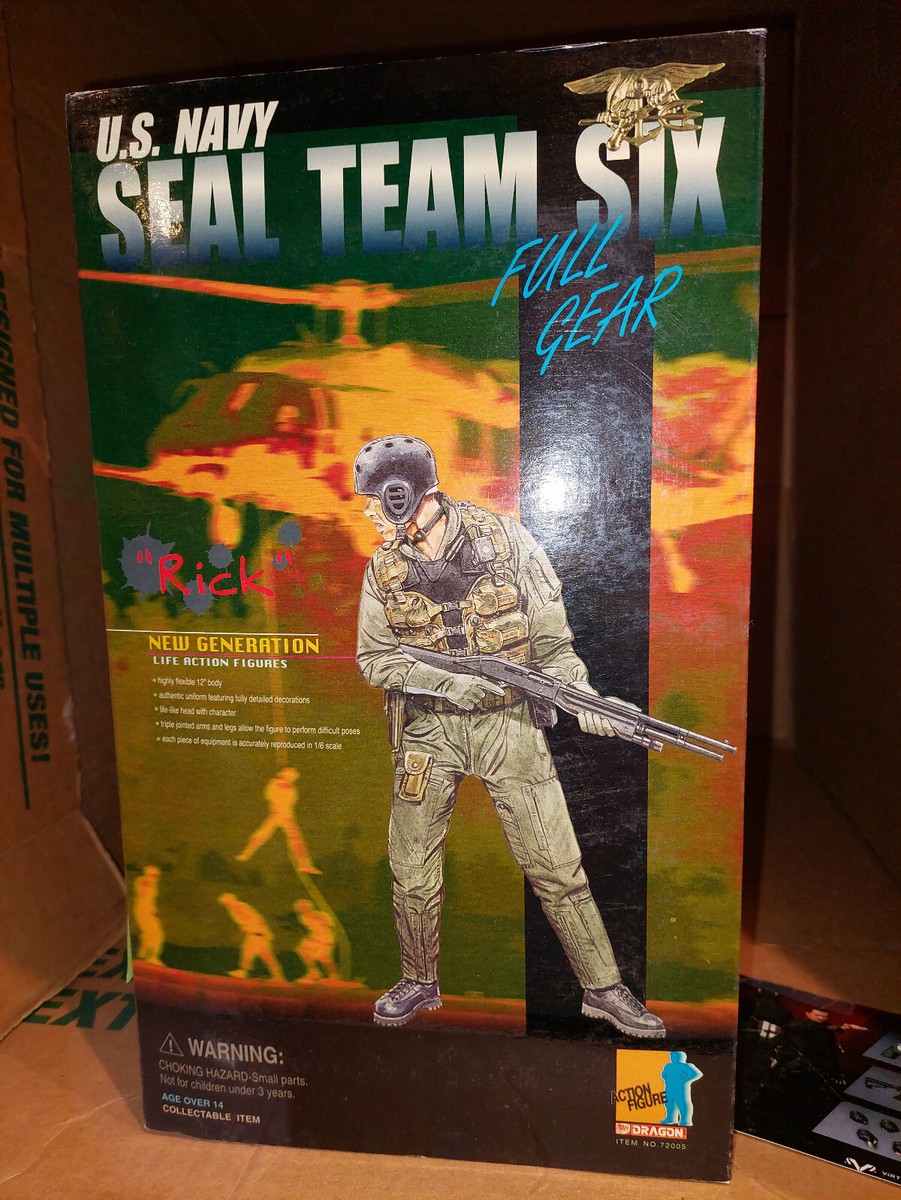 U.S. NAVY
SEAL TEAM SIX
FULL
GEAR
"Rick"
NEW GENERATION
LIFE ACTION FIGURES
• highly flexible 12" body
• authentic uniform featuring fully detailed decorations
• life-like head with character
• triple jointed arms and legs allow the figure to perform difficult poses
• each piece of equipment is accurately reproduced in 1/6 scale
⚠ WARNING:
CHOKING HAZARD-Small parts.
Not for children under 3 years.
AGE OVER 14
COLLECTABLE ITEM
ACTION
FIGURE
DRAGON
ITEM NO.72005
FOR MULTIPLE USES!
EXT